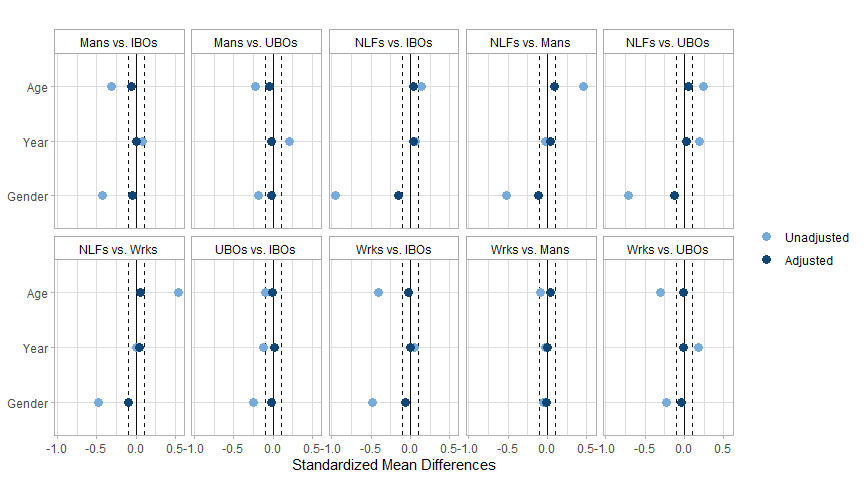 Mans vs. IBOs Mans vs. UBOs NLFs vs. IBOs NLFs vs. Mans NLFs vs. UBOs
Age
Year
Gender
NLFs vs. Wrks UBOs vs. IBOs Wrks vs. IBOs Wrks vs. Mans Wrks vs. UBOs
Age
Year
Gender
-1.0 -0.5 0.0 0.5 -1.0 -0.5 0.0 0.5 -1.0 -0.5 0.0 0.5 -1.0 -0.5 0.0 0.5 -1.0 -0.5 0.0 0.5
Standardized Mean Differences
Unadjusted
Adjusted